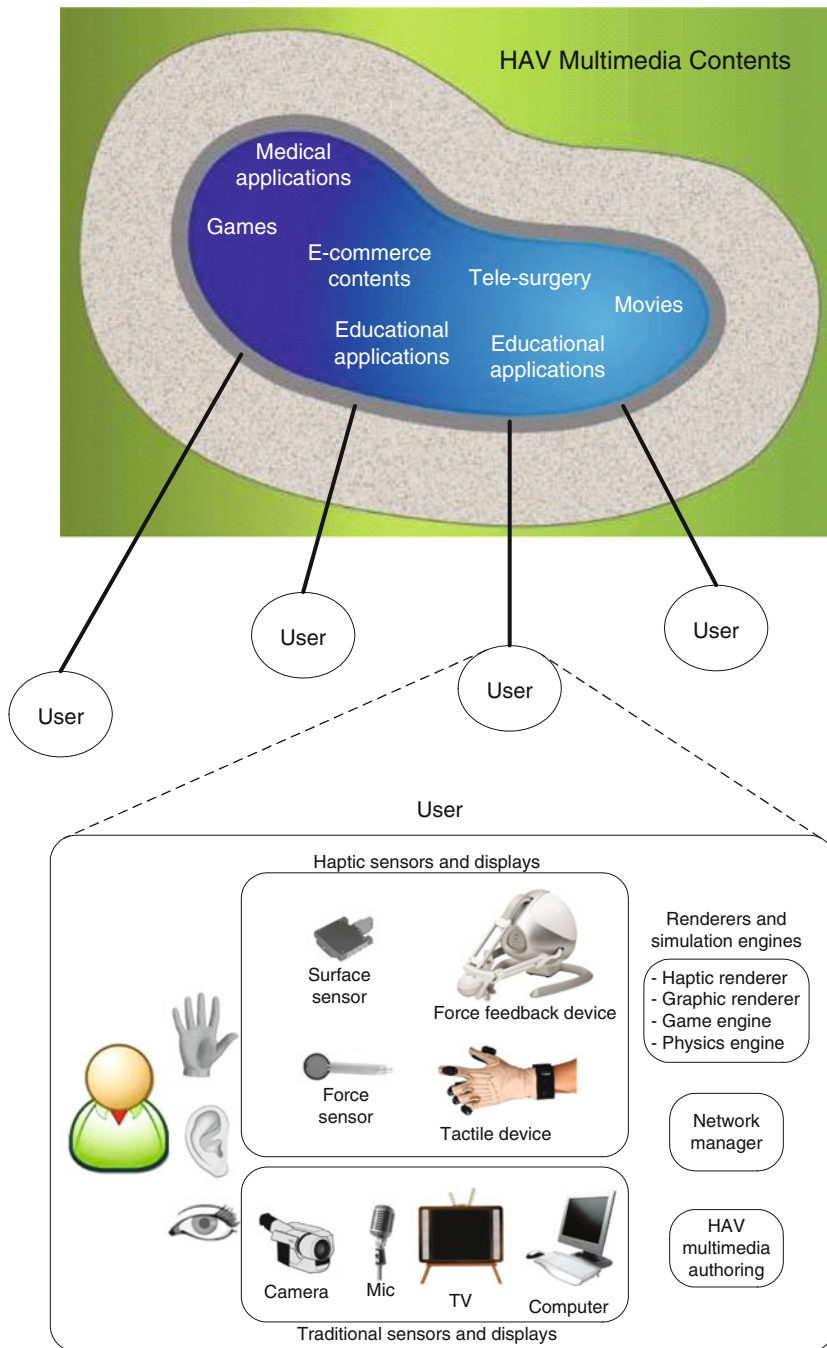 HAV Multimedia Contents
Medical
applications
Games
E-commerce
contents
Tele-surgery
Movies
Educational
applications
Educational
applications
User
User
User
User
User
Haptic sensors and displays
Surface
sensor
Force feedback device
Force
sensor
Tactile device
Renderers and
simulation engines
- Haptic renderer
- Graphic renderer
- Game engine
- Physics engine
Network
manager
HAV
multimedia
authoring
Camera
Mic
TV
Computer
Traditional sensors and displays